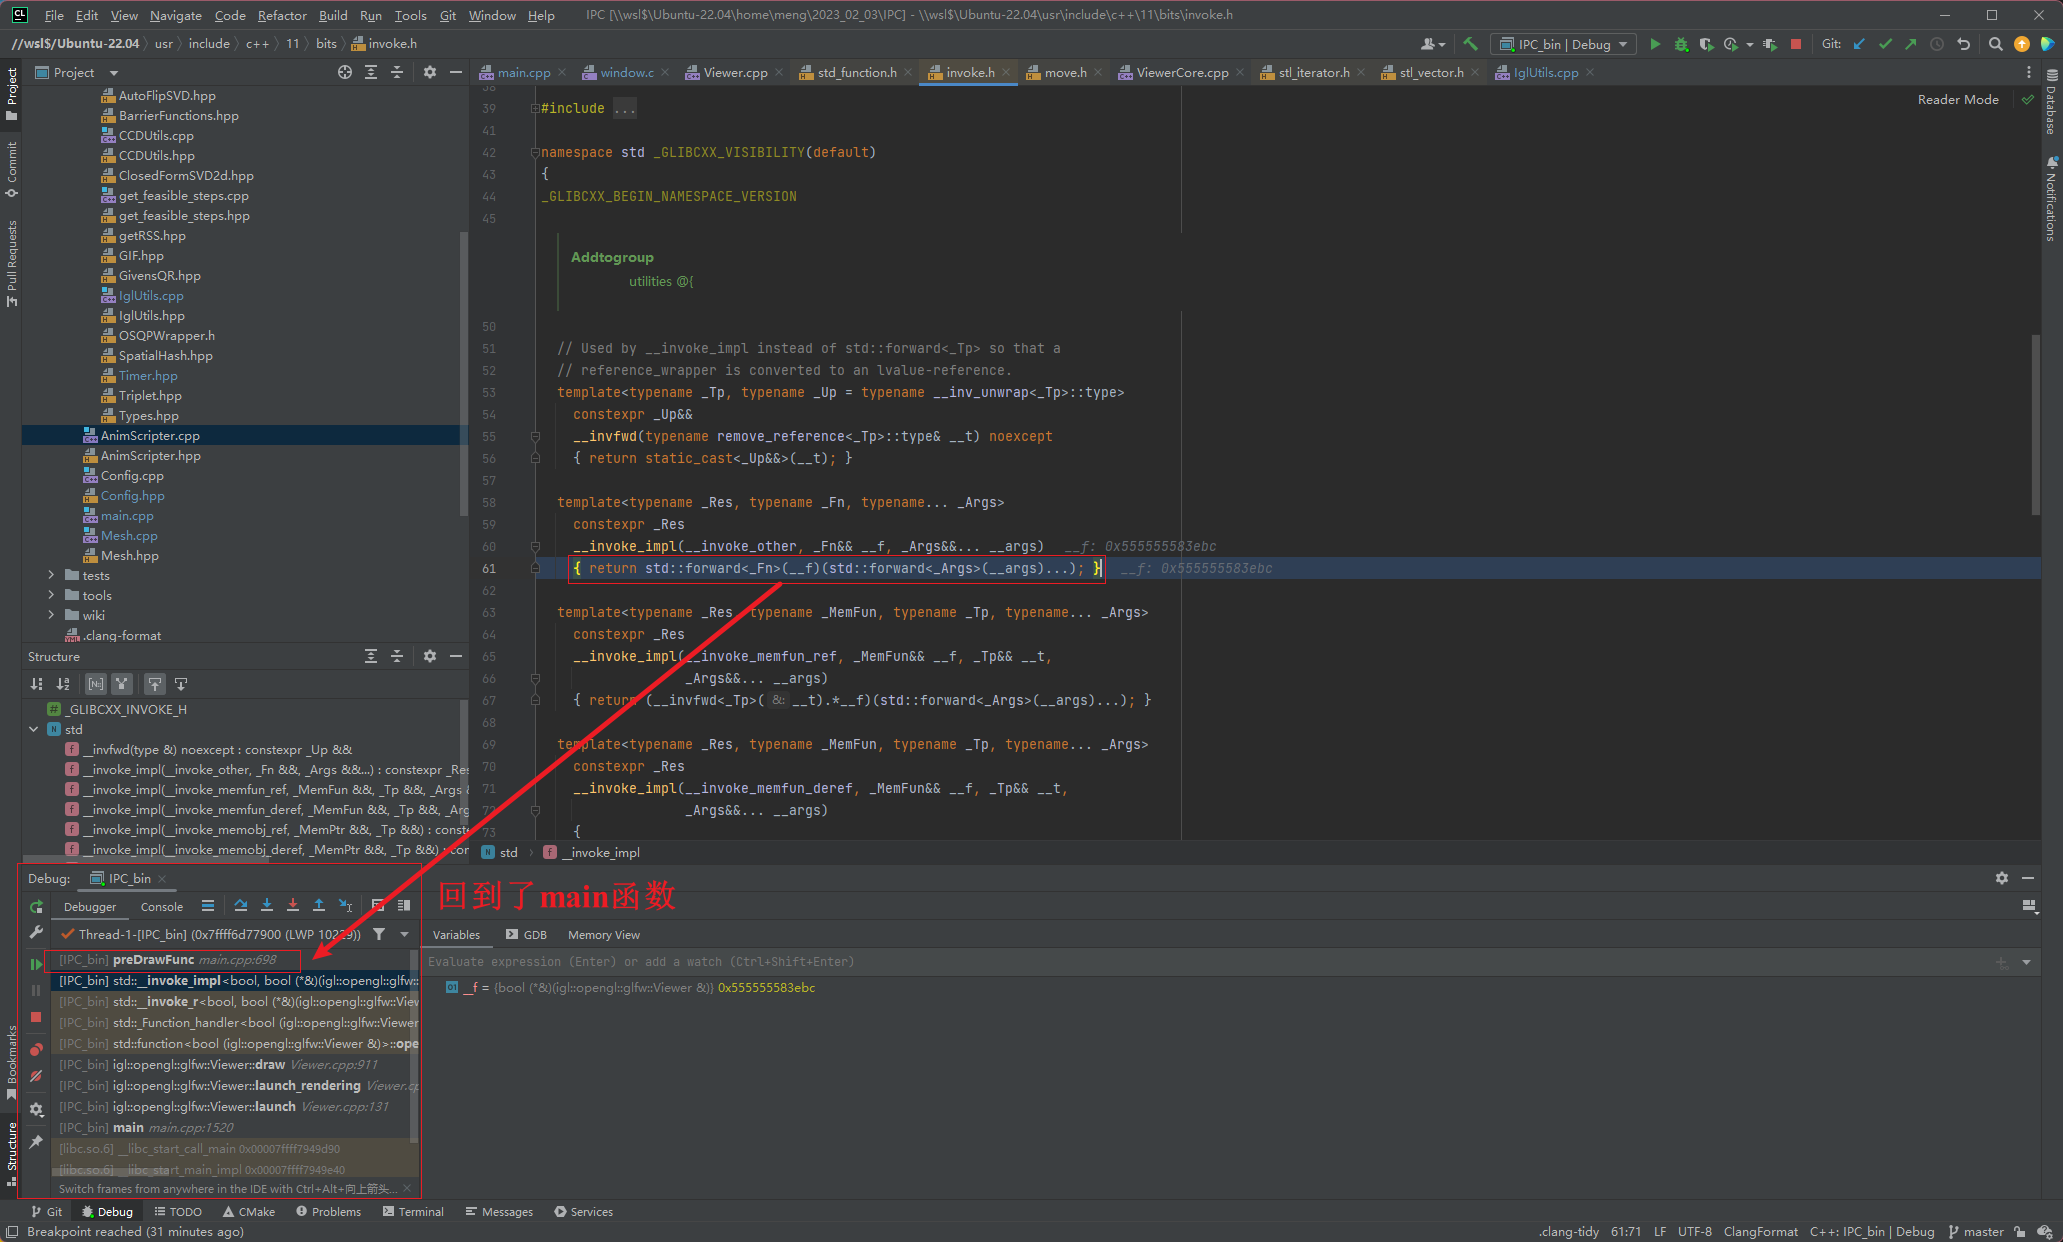 File Edit View Navigate Code Refactor Build Run Tools Git Window Help IPC [\\wsl$\Ubuntu-22.04\home\meng\2023_02_03\IPC] - \\wsl$\Ubuntu-22.04\usr\include\c++\11\bits\invoke.h
//wsl$/Ubuntu-22.04 usr include c++ 11 bits invoke.h IPC_bin | Debug Git:
Project main.cpp window.c Viewer.cpp std_function.h invoke.h move.h ViewerCore.cpp stl_iterator.h stl_vector.h IglUtils.cpp
Project
Commit
Pull Requests
Bookmarks
Structure
Database
Notifications
AutoFlipSVD.hpp
BarrierFunctions.hpp
CCDUtils.cpp
CCDUtils.hpp
ClosedFormSVD2d.hpp
get_feasible_steps.cpp
get_feasible_steps.hpp
getRSS.hpp
GIF.hpp
GivensQR.hpp
IglUtils.cpp
IglUtils.hpp
OSQPWrapper.h
SpatialHash.hpp
Timer.hpp
Triplet.hpp
Types.hpp
AnimScripter.cpp
AnimScripter.hpp
Config.cpp
Config.hpp
main.cpp
Mesh.cpp
Mesh.hpp
tests
tools
wiki
.clang-format
Structure
_GLIBCXX_INVOKE_H
std
__invfwd(type &) noexcept : constexpr _Up &&
__invoke_impl(__invoke_other, _Fn &&, _Args &&...) : constexpr _Res
__invoke_impl(__invoke_memfun_ref, _MemFun &&, _Tp &&, _Args &
__invoke_impl(__invoke_memfun_deref, _MemFun &&, _Tp &&, _Arg
__invoke_impl(__invoke_memobj_ref, _MemPtr &&, _Tp &&) : conste
__invoke_impl(__invoke_memobj_deref, _MemPtr &&, _Tp &&) : con
Reader Mode
38
39 #include ...
41
42 namespace std _GLIBCXX_VISIBILITY(default)
43 {
44 _GLIBCXX_BEGIN_NAMESPACE_VERSION
45
Addtogroup
utilities @{
50
51 // Used by __invoke_impl instead of std::forward<_Tp> so that a
52 // reference_wrapper is converted to an lvalue-reference.
53 template<typename _Tp, typename _Up = typename __inv_unwrap<_Tp>::type>
54 constexpr _Up&&
55 __invfwd(typename remove_reference<_Tp>::type& __t) noexcept
56 { return static_cast<_Up&&>(__t); }
57
58 template<typename _Res, typename _Fn, typename... _Args>
59 constexpr _Res
60 __invoke_impl(__invoke_other, _Fn&& __f, _Args&&... __args) __f: 0x555555583ebc
61 { return std::forward<_Fn>(__f)(std::forward<_Args>(__args)...); } __f: 0x555555583ebc
62
63 template<typename _Res, typename _MemFun, typename _Tp, typename... _Args>
64 constexpr _Res
65 __invoke_impl(__invoke_memfun_ref, _MemFun&& __f, _Tp&& __t,
66 _Args&&... __args)
67 { return (__invfwd<_Tp>( &: __t).*__f)(std::forward<_Args>(__args)...); }
68
69 template<typename _Res, typename _MemFun, typename _Tp, typename... _Args>
70 constexpr _Res
71 __invoke_impl(__invoke_memfun_deref, _MemFun&& __f, _Tp&& __t,
72 _Args&&... __args)
73 {
std __invoke_impl
Debug: IPC_bin
Debugger Console
回到了main函数
Thread-1-[IPC_bin] (0x7ffff6d77900 (LWP 10229))
Variables GDB Memory View
Evaluate expression (Enter) or add a watch (Ctrl+Shift+Enter)
__f = {bool (*&)(igl::opengl::glfw::Viewer &)} 0x555555583ebc
[IPC_bin] preDrawFunc main.cpp:698
[IPC_bin] std::__invoke_impl<bool, bool (*&)(igl::opengl::glfw::
[IPC_bin] std::__invoke_r<bool, bool (*&)(igl::opengl::glfw::View
[IPC_bin] std::_Function_handler<bool (igl::opengl::glfw::Viewer
[IPC_bin] std::function<bool (igl::opengl::glfw::Viewer &)>::ope
[IPC_bin] igl::opengl::glfw::Viewer::draw Viewer.cpp:911
[IPC_bin] igl::opengl::glfw::Viewer::launch_rendering Viewer.cp
[IPC_bin] igl::opengl::glfw::Viewer::launch Viewer.cpp:131
[IPC_bin] main main.cpp:1520
[libc.so.6] __libc_start_call_main 0x00007ffff7949d90
[libc.so.6] __libc_start_main_impl 0x00007ffff7949e40
Switch frames from anywhere in the IDE with Ctrl+Alt+向上箭头...
Git Debug TODO CMake Problems Terminal Messages Services
Breakpoint reached (31 minutes ago) .clang-tidy 61:71 LF UTF-8 ClangFormat C++: IPC_bin | Debug master